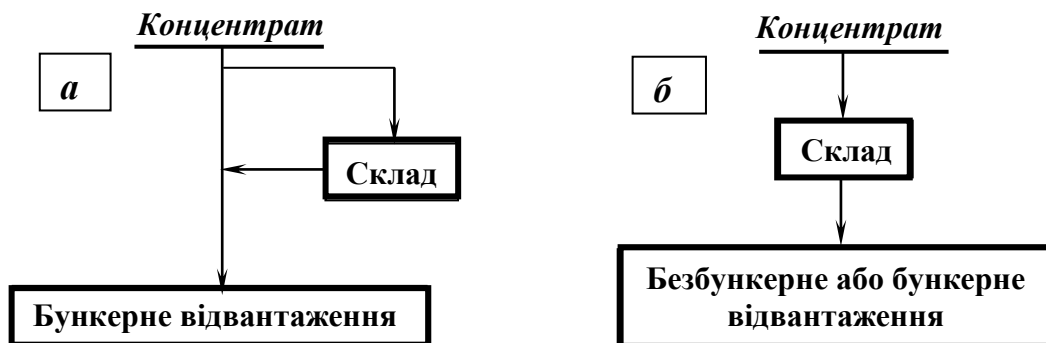 Концентрат
а
Склад
Бункерне відвантаження
Концентрат
б
Склад
Безбункерне або бункерне
відвантаження